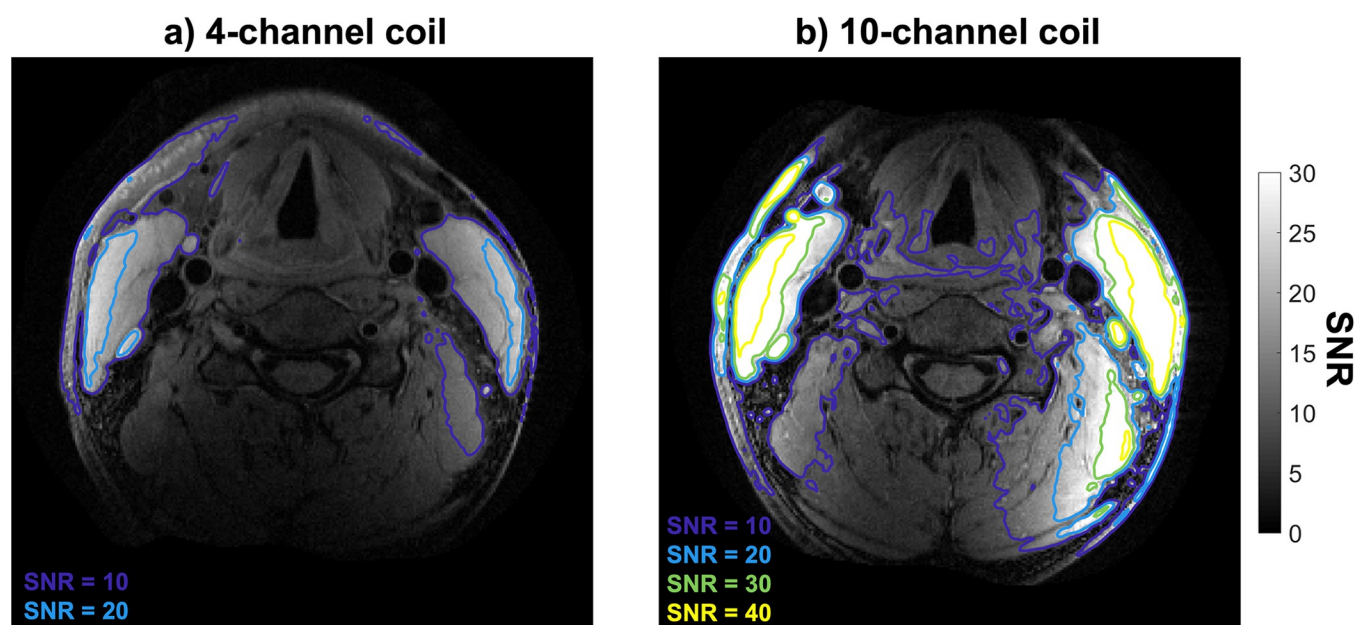 a) 4-channel coil
b) 10-channel coil
SNR = 10
SNR = 20
SNR = 10
SNR = 20
SNR = 30
SNR = 40
30
25
20
15
10
5
0
SNR